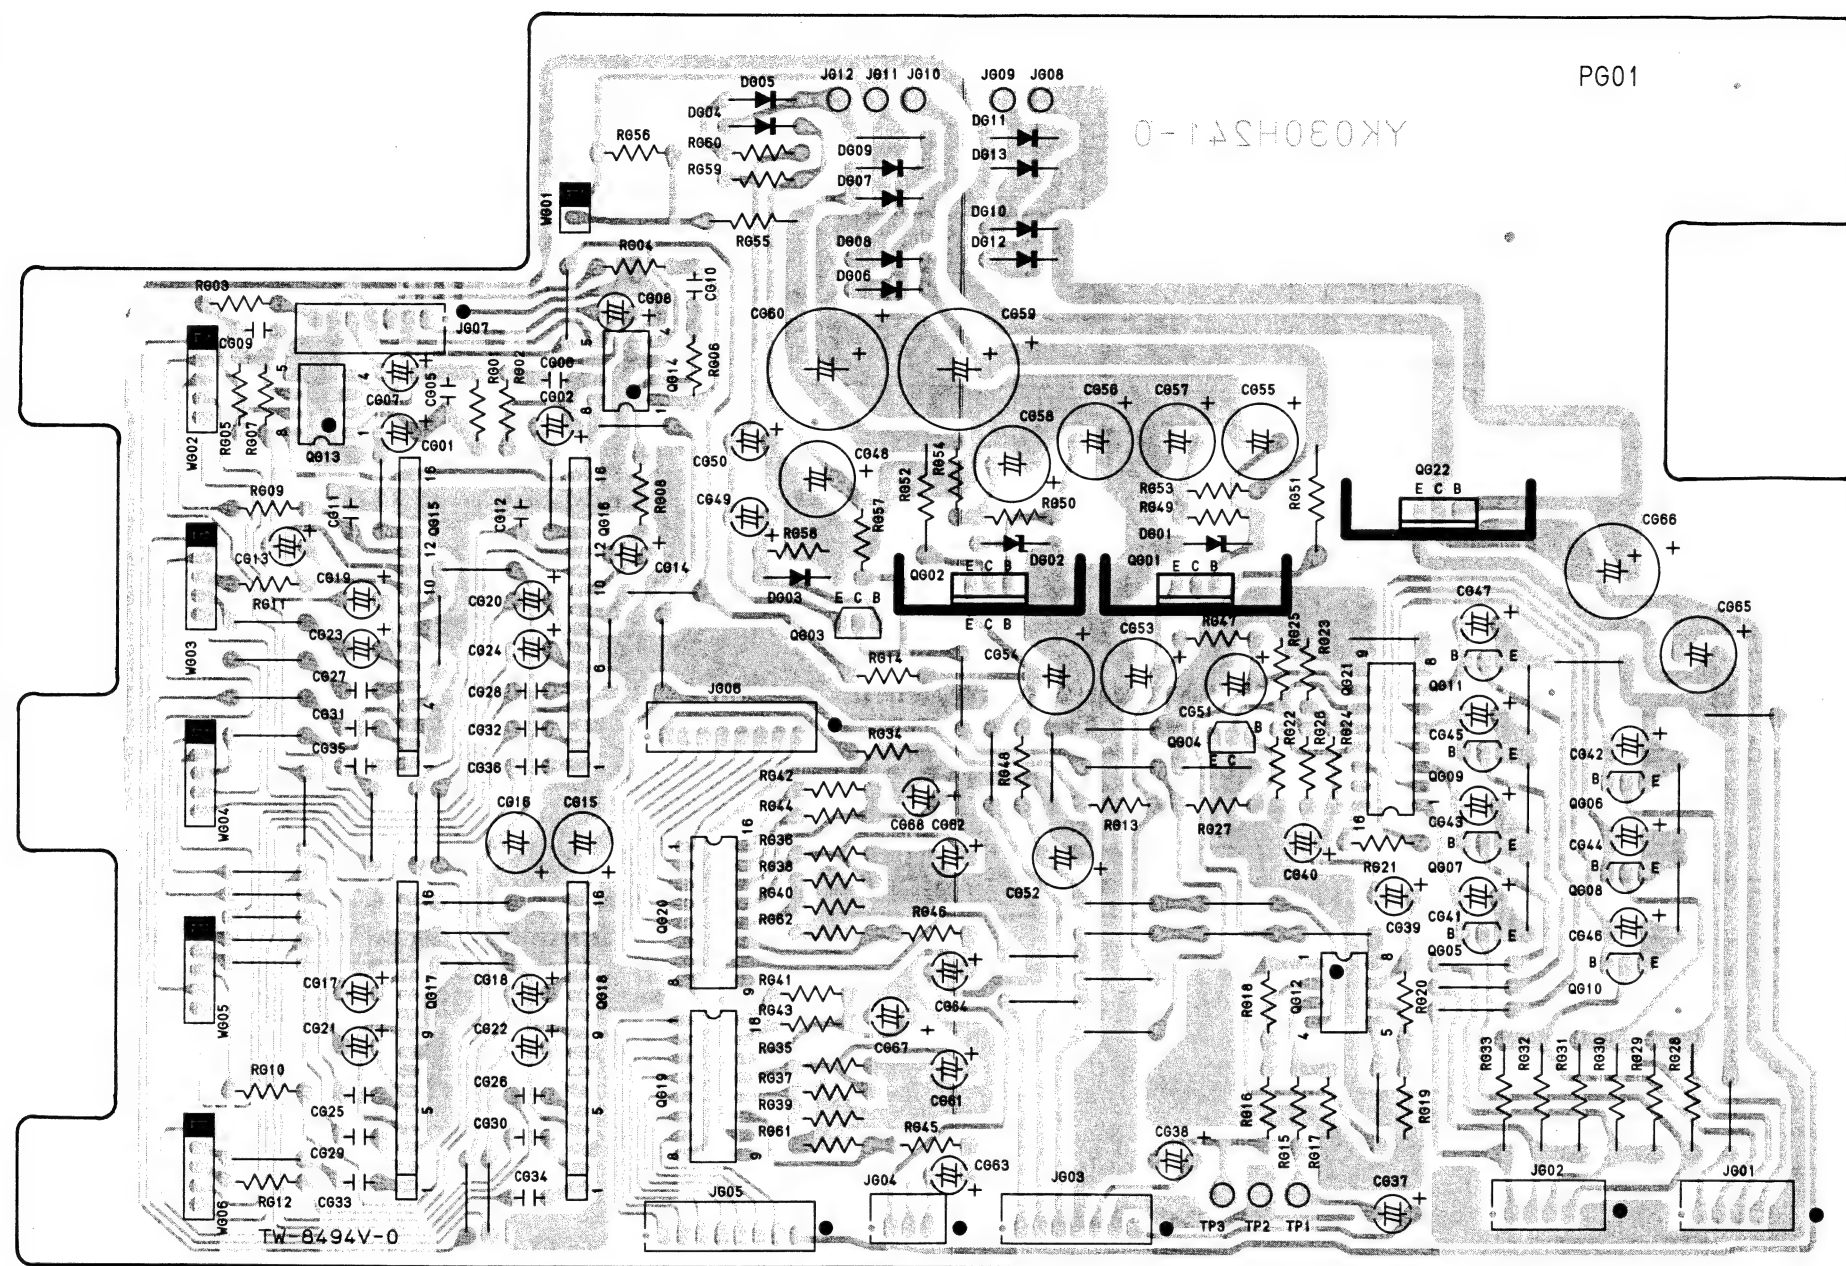 PG01
YK030H241-0
DG05 JG12 JG11 JG10 JG09 JG08
DG04 DG11
RG56 RG60 DG09 DG13
RG59 DG07
WG01 DG10
RG55 DG08 DG12
RG04 DG06
CG10
RG03 CG08 CG60 CG59
JG07
CG09 CG07 CG05 RG01 RG02 CG06 QG14 RG06
4 5 8 1
CG56 CG57 CG55
WG02 RG05 RG07 QG13 CG01 CG02 CG58
CG50 CG48 RG52 RG54 QG22
E C B
RG09 CG11 QG15 CG12 QG16 RG08 CG49 RG57 RG50 RG53 RG49 RG51
CG13 RG58 DG02 DG01 CG66
WG03 RG11 CG19 CG20 CG14 DG03 QG02 QG01
E C B E C B E C B
CG23 CG24 QG03 RG47 RG25 RG23 CG47 CG65
E C B
CG27 CG28 RG14 CG54 CG53 QG21 QG11
CG31 CG32 JG06 CG51 RG22 RG26 RG24 CG45
CG35 CG36 RG34 RG48 QG04 QG09 CG42
RG42 QG06
WG04 CG16 CG15 RG44 CG68 CG62 RG13 RG27 CG43 CG44
RG36 RG21 QG07
RG38 CG52 CG40 QG08
QG20 RG40 CG39 CG41
RG62 RG46 QG05 CG46
WG05 CG17 QG17 CG18 QG18 RG41 CG64 RG18 QG12 RG20 QG10
CG21 CG22 RG43 CG67
RG10 RG35 RG33 RG32 RG31 RG30 RG29 RG28
CG25 CG26 QG19 RG37 CG61 RG16 RG19
CG29 CG30 RG39 RG15 RG17
RG61 RG45 CG38
WG06 RG12 CG33 CG34 CG63 CG37
JG05 JG04 JG03 JG02 JG01
TP3 TP2 TP1
TW-8494V-0